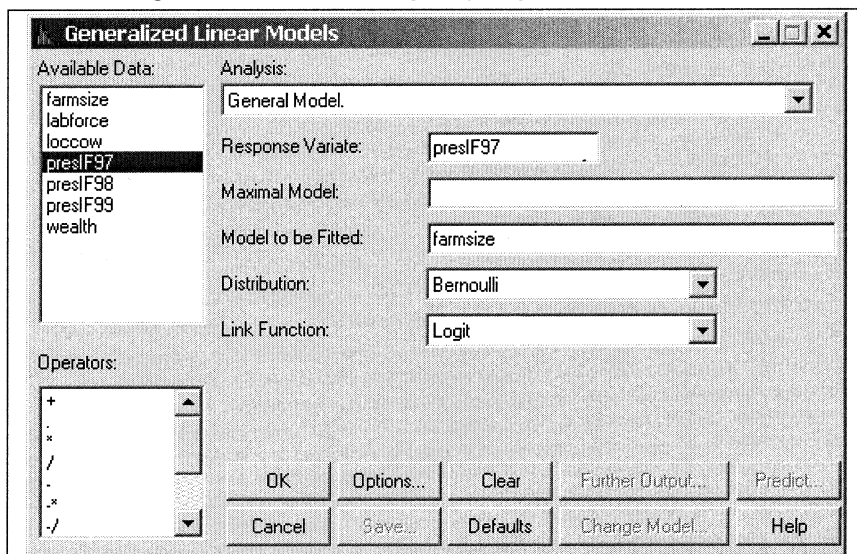 Generalized Linear Models
Available Data:
farmsize
labforce
loccow
presIF97
presIF98
presIF99
wealth
Operators:
+
.
*
/
-
.*
-/
Analysis:
General Model.
Response Variate: presIF97
Maximal Model:
Model to be Fitted: farmsize
Distribution: Bernoulli
Link Function: Logit
OK Options... Clear Further Output... Predict...
Cancel Save... Defaults Change Model... Help